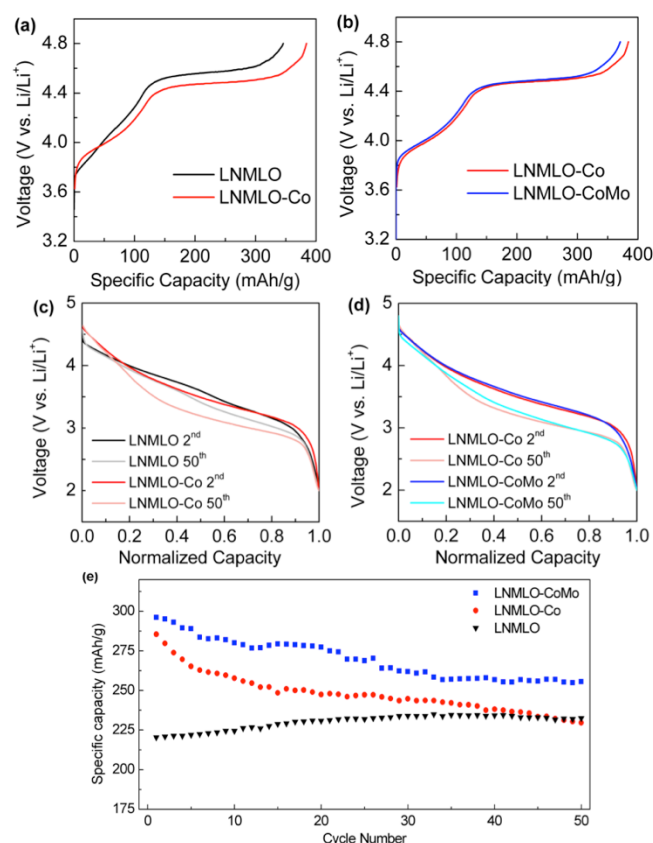 (a)
4.8
4.4
4.0
3.6
3.2
Voltage (V vs. Li/Li⁺)
LNMLO
LNMLO-Co
0 100 200 300 400
Specific Capacity (mAh/g)
(b)
4.8
4.4
4.0
3.6
3.2
Voltage (V vs. Li/Li⁺)
LNMLO-Co
LNMLO-CoMo
0 100 200 300 400
Specific Capacity (mAh/g)
(c)
5
4
3
2
Voltage (V vs. Li/Li⁺)
LNMLO 2nd
LNMLO 50th
LNMLO-Co 2nd
LNMLO-Co 50th
0.0 0.2 0.4 0.6 0.8 1.0
Normalized Capacity
(d)
5
4
3
2
Voltage (V vs. Li/Li⁺)
LNMLO-Co 2nd
LNMLO-Co 50th
LNMLO-CoMo 2nd
LNMLO-CoMo 50th
0.0 0.2 0.4 0.6 0.8 1.0
Normalized Capacity
(e)
300
275
250
225
200
175
Specific capacity (mAh/g)
LNMLO-CoMo
LNMLO-Co
LNMLO
0 10 20 30 40 50
Cycle Number